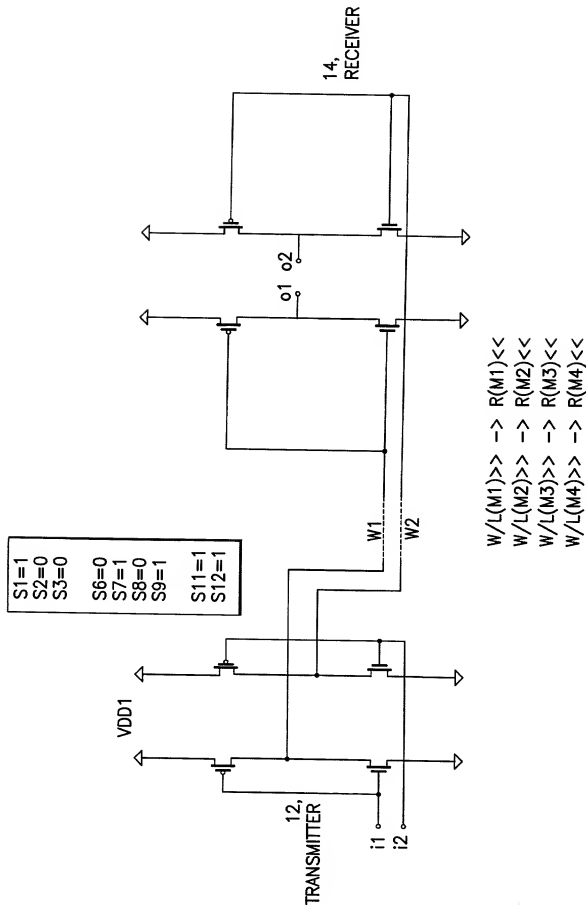 14,
RECEIVER
o1 o2
W/L(M1)>> -> R(M1)<<
W/L(M2)>> -> R(M2)<<
W/L(M3)>> -> R(M3)<<
W/L(M4)>> -> R(M4)<<
W1
W2
S1=1
S2=0
S3=0
S6=0
S7=1
S8=0
S9=1
S11=1
S12=1
VDD1
12,
TRANSMITTER
i1
i2